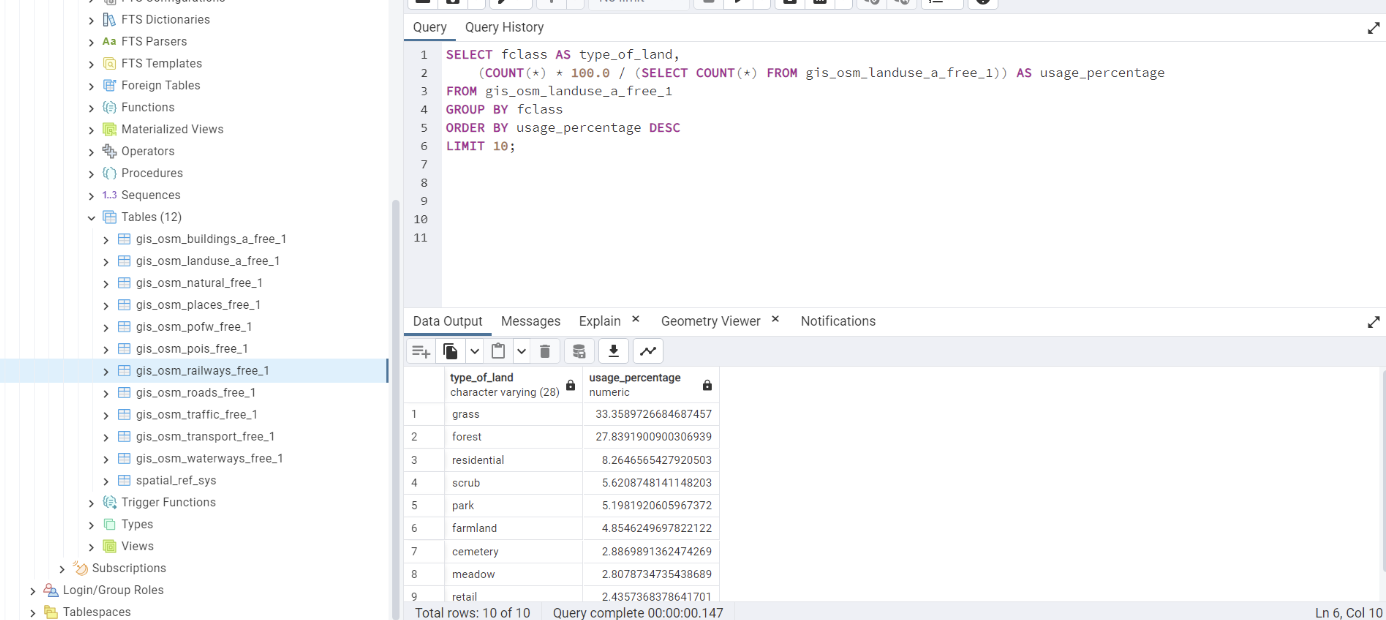 FTS Configurations
FTS Dictionaries
Aa FTS Parsers
FTS Templates
Foreign Tables
Functions
Materialized Views
Operators
Procedures
1..3 Sequences
Tables (12)
gis_osm_buildings_a_free_1
gis_osm_landuse_a_free_1
gis_osm_natural_free_1
gis_osm_places_free_1
gis_osm_pofw_free_1
gis_osm_pois_free_1
gis_osm_railways_free_1
gis_osm_roads_free_1
gis_osm_traffic_free_1
gis_osm_transport_free_1
gis_osm_waterways_free_1
spatial_ref_sys
Trigger Functions
Types
Views
Subscriptions
Login/Group Roles
Tablespaces
No limit
Query Query History
1 SELECT fclass AS type_of_land,
2 (COUNT(*) * 100.0 / (SELECT COUNT(*) FROM gis_osm_landuse_a_free_1)) AS usage_percentage
3 FROM gis_osm_landuse_a_free_1
4 GROUP BY fclass
5 ORDER BY usage_percentage DESC
6 LIMIT 10;
7
8
9
10
11
Data Output Messages Explain × Geometry Viewer × Notifications
type_of_land usage_percentage
character varying (28) numeric
1 grass 33.3589726684687457
2 forest 27.8391900900306939
3 residential 8.2646565427920503
4 scrub 5.6208748141148203
5 park 5.1981920605967372
6 farmland 4.8546249697822122
7 cemetery 2.8869891362474269
8 meadow 2.8078734735438689
9 retail 2.4357368378641701
Total rows: 10 of 10 Query complete 00:00:00.147 Ln 6, Col 10